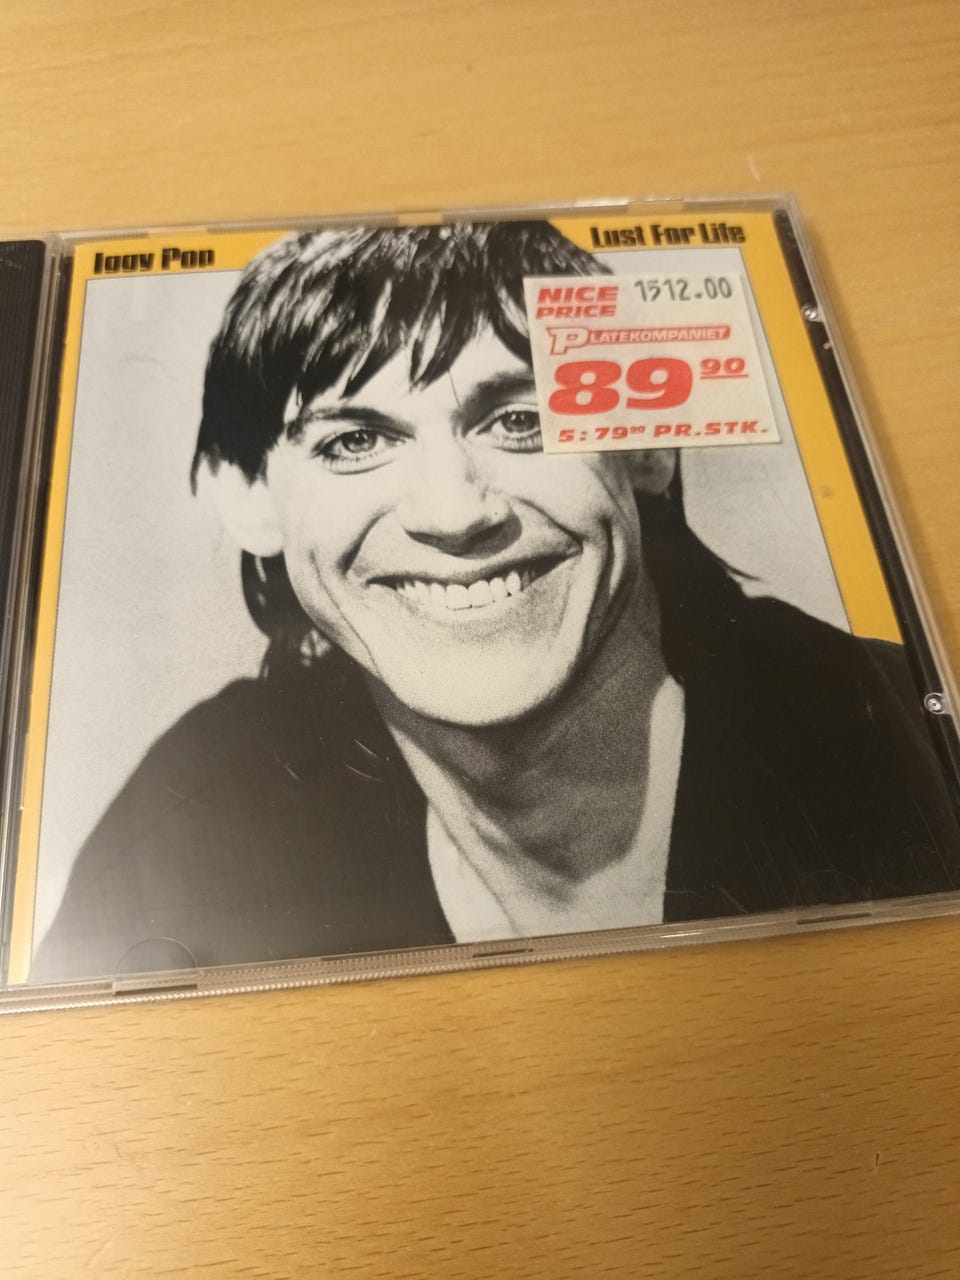 Iggy Pop
Lust For Life
NICE 1512.00
PRICE
PLATEKOMPANIET
89 90
5: 79 90 PR.STK.